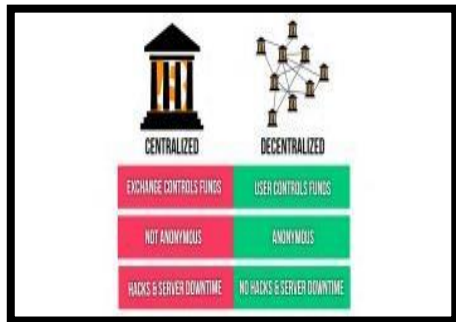 CENTRALIZED DECENTRALIZED
EXCHANGE CONTROLS FUNDS USER CONTROLS FUNDS
NOT ANONYMOUS ANONYMOUS
HACKS & SERVER DOWNTIME NO HACKS & SERVER DOWNTIME